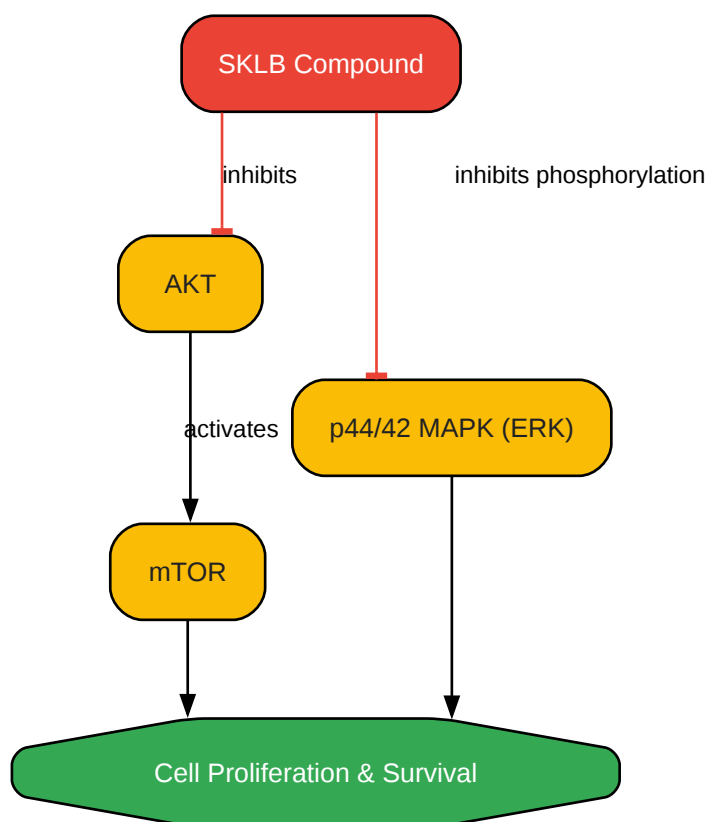 SKLB Compound
inhibits
inhibits phosphorylation
AKT
activates
p44/42 MAPK (ERK)
mTOR
Cell Proliferation & Survival